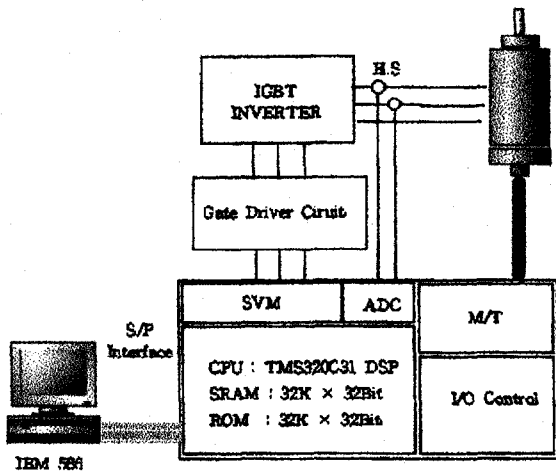 H.S
IGBT
INVERTER
Gate Driver Ciruit
SVM
ADC
M/T
S/P
Interface
CPU : TMS320C31 DSP
SRAM : 32K × 32Bit
ROM : 32K × 32Bit
I/O Control
IBM 586